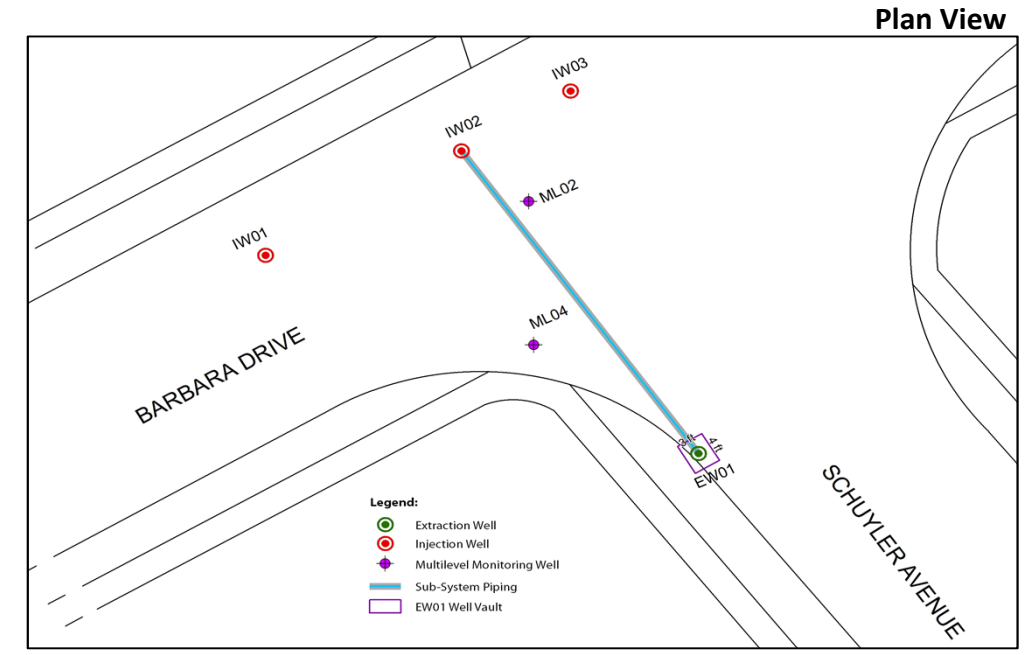 Plan View
IW03
IW02
ML02
IW01
ML04
BARBARA DRIVE
3 ft
4 ft
EW01
SCHUYLER AVENUE
Legend:
Extraction Well
Injection Well
Multilevel Monitoring Well
Sub-System Piping
EW01 Well Vault